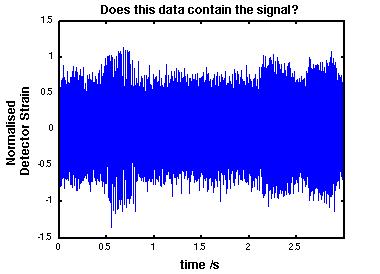 Does this data contain the signal?
1.5
1
0.5
0
-0.5
-1
-1.5
Normalised
Detector Strain
0 0.5 1 1.5 2 2.5
time /s